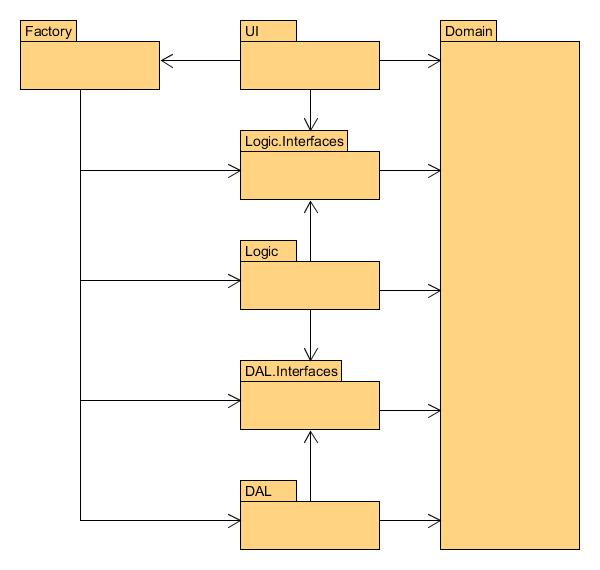 Factory
UI
Domain
Logic.Interfaces
Logic
DAL.Interfaces
DAL